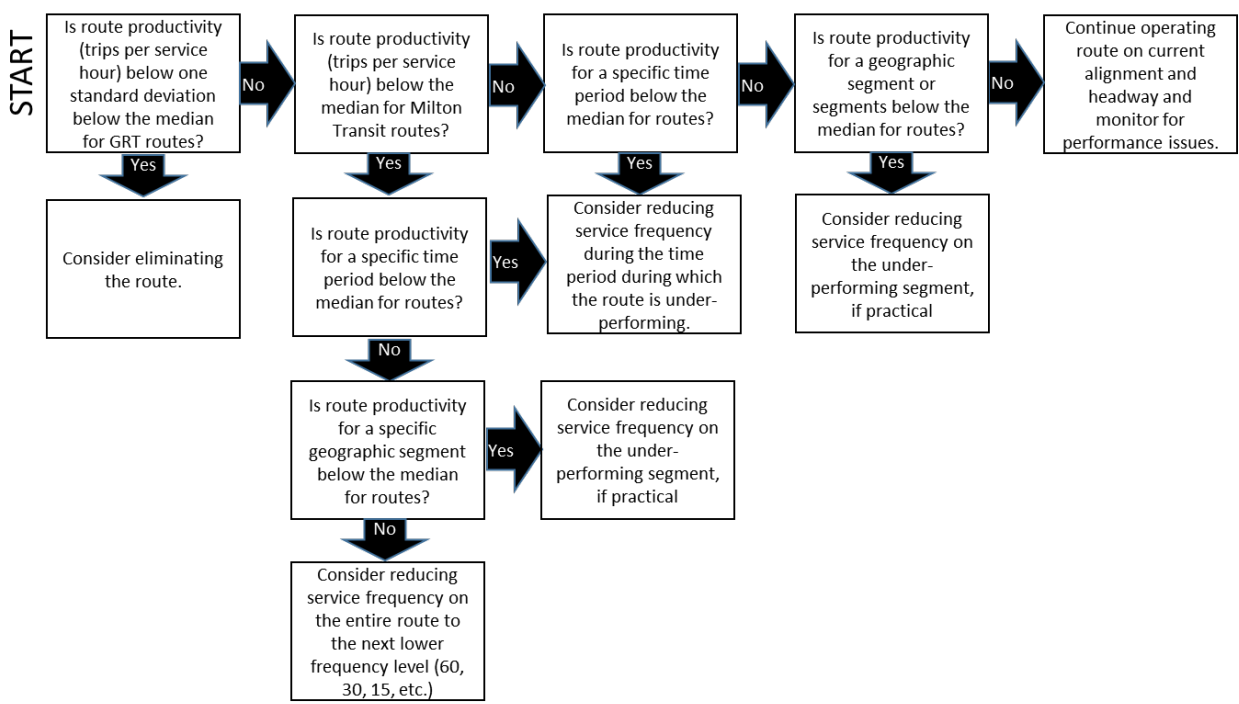 START
Is route productivity
(trips per service
hour) below one
standard deviation
below the median
for GRT routes?
No
Is route productivity
(trips per service
hour) below the
median for Milton
Transit routes?
No
Is route productivity
for a specific time
period below the
median for routes?
No
Is route productivity
for a geographic
segment or
segments below the
median for routes?
No
Continue operating
route on current
alignment and
headway and
monitor for
performance issues.
Yes
Yes
Yes
Yes
Consider eliminating
the route.
Is route productivity
for a specific time
period below the
median for routes?
Yes
Consider reducing
service frequency
during the time
period during which
the route is under-
performing.
Consider reducing
service frequency on
the under-
performing segment,
if practical
No
Is route productivity
for a specific
geographic segment
below the median
for routes?
Yes
Consider reducing
service frequency on
the under-
performing segment,
if practical
No
Consider reducing
service frequency on
the entire route to
the next lower
frequency level (60,
30, 15, etc.)